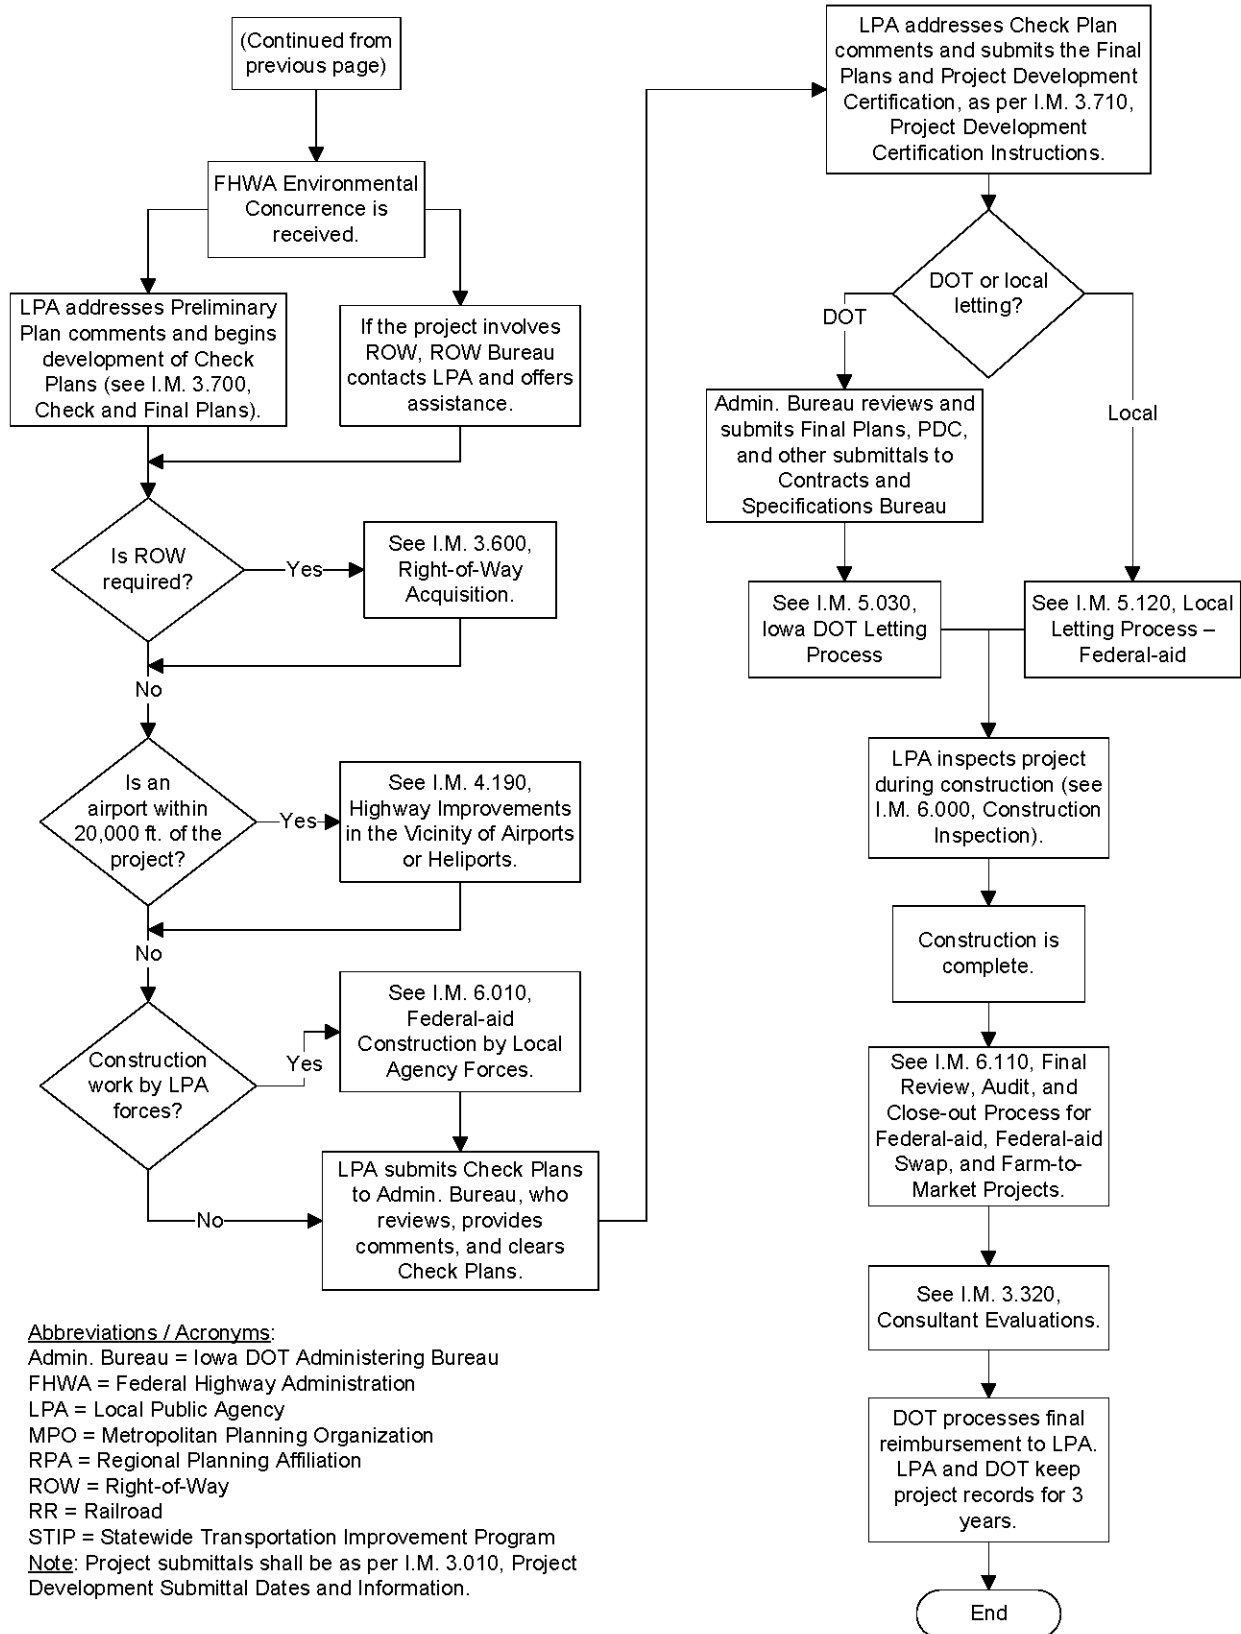 (Continued from
previous page)
FHWA Environmental
Concurrence is
received.
LPA addresses Preliminary
Plan comments and begins
development of Check
Plans (see I.M. 3.700,
Check and Final Plans).
If the project involves
ROW, ROW Bureau
contacts LPA and offers
assistance.
Is ROW
required?
Yes
See I.M. 3.600,
Right-of-Way
Acquisition.
No
Is an
airport within
20,000 ft. of the
project?
Yes
See I.M. 4.190,
Highway Improvements
in the Vicinity of Airports
or Heliports.
No
Construction
work by LPA
forces?
Yes
See I.M. 6.010,
Federal-aid
Construction by Local
Agency Forces.
No
LPA submits Check Plans
to Admin. Bureau, who
reviews, provides
comments, and clears
Check Plans.
LPA addresses Check Plan
comments and submits the Final
Plans and Project Development
Certification, as per I.M. 3.710,
Project Development
Certification Instructions.
DOT or local
letting?
DOT
Local
Admin. Bureau reviews and
submits Final Plans, PDC,
and other submittals to
Contracts and
Specifications Bureau
See I.M. 5.030,
Iowa DOT Letting
Process
See I.M. 5.120, Local
Letting Process –
Federal-aid
LPA inspects project
during construction (see
I.M. 6.000, Construction
Inspection).
Construction is
complete.
See I.M. 6.110, Final
Review, Audit, and
Close-out Process for
Federal-aid, Federal-aid
Swap, and Farm-to-
Market Projects.
See I.M. 3.320,
Consultant Evaluations.
DOT processes final
reimbursement to LPA.
LPA and DOT keep
project records for 3
years.
End
Abbreviations / Acronyms:
Admin. Bureau = Iowa DOT Administering Bureau
FHWA = Federal Highway Administration
LPA = Local Public Agency
MPO = Metropolitan Planning Organization
RPA = Regional Planning Affiliation
ROW = Right-of-Way
RR = Railroad
STIP = Statewide Transportation Improvement Program
Note: Project submittals shall be as per I.M. 3.010, Project
Development Submittal Dates and Information.